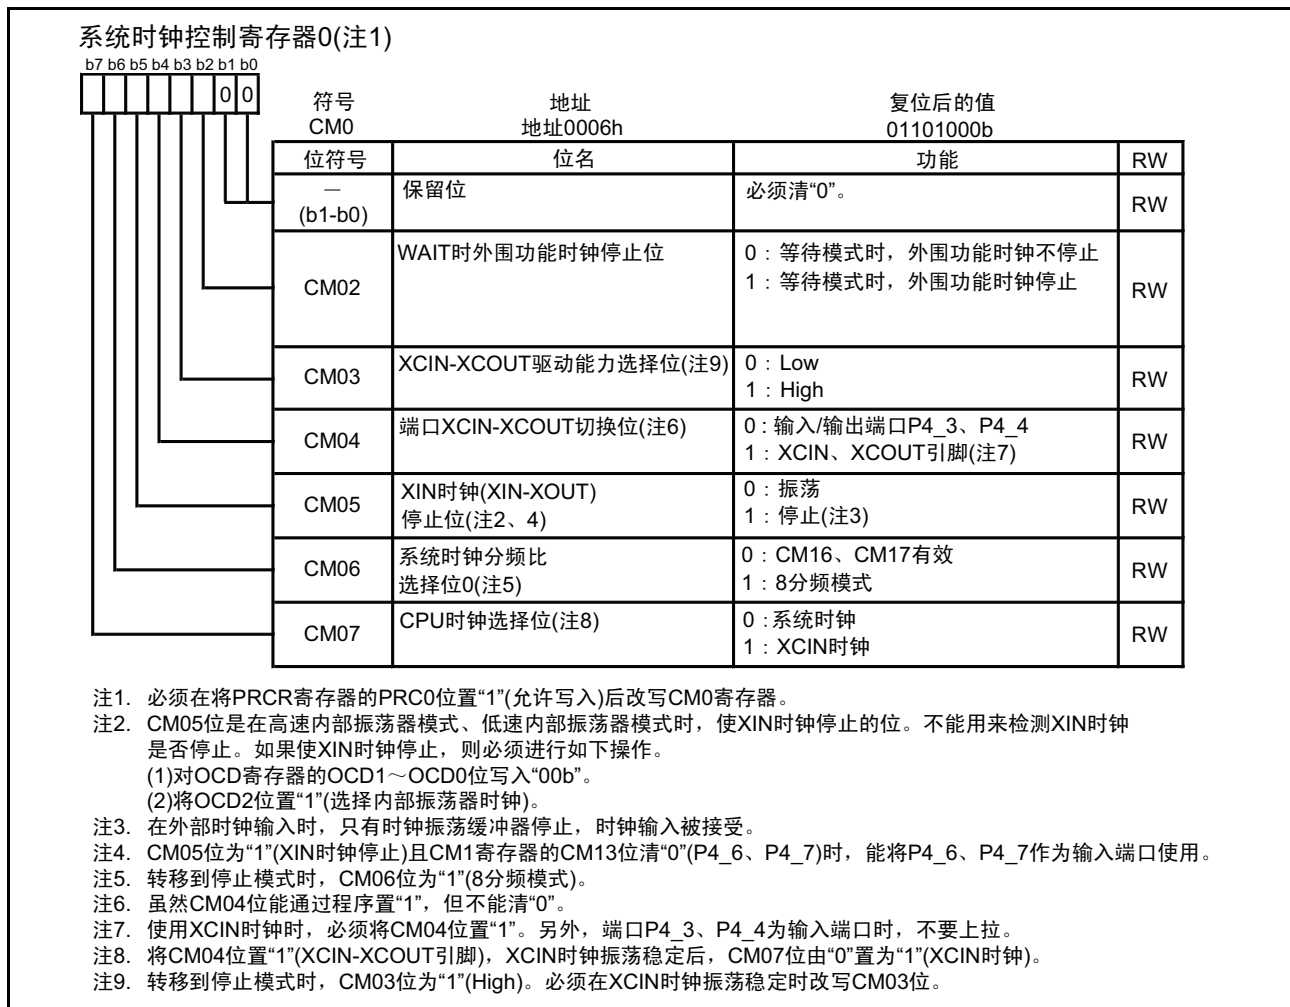 系统时钟控制寄存器0(注1)
b7 b6 b5 b4 b3 b2 b1 b0
0 0
符号 地址 复位后的值
CM0 地址0006h 01101000b
位符号 位名 功能 RW
— 保留位 必须清“0”。
(b1-b0) RW
WAIT时外围功能时钟停止位 0：等待模式时，外围功能时钟不停止
CM02 1：等待模式时，外围功能时钟停止 RW
XCIN-XCOUT驱动能力选择位(注9) 0：Low
CM03 1：High RW
端口XCIN-XCOUT切换位(注6) 0：输入/输出端口P4_3、P4_4
CM04 1：XCIN、XCOUT引脚(注7) RW
XIN时钟(XIN-XOUT) 0：振荡
CM05 停止位(注2、4) 1：停止(注3) RW
系统时钟分频比 0：CM16、CM17有效
CM06 选择位0(注5) 1：8分频模式 RW
CPU时钟选择位(注8) 0：系统时钟
CM07 1：XCIN时钟 RW
注1. 必须在将PRCR寄存器的PRC0位置“1”(允许写入)后改写CM0寄存器。
注2. CM05位是在高速内部振荡器模式、低速内部振荡器模式时，使XIN时钟停止的位。不能用来检测XIN时钟
是否停止。如果使XIN时钟停止，则必须进行如下操作。
(1)对OCD寄存器的OCD1～OCD0位写入“00b”。
(2)将OCD2位置“1”(选择内部振荡器时钟)。
注3. 在外部时钟输入时，只有时钟振荡缓冲器停止，时钟输入被接受。
注4. CM05位为“1”(XIN时钟停止)且CM1寄存器的CM13位清“0”(P4_6、P4_7)时，能将P4_6、P4_7作为输入端口使用。
注5. 转移到停止模式时，CM06位为“1”(8分频模式)。
注6. 虽然CM04位能通过程序置“1”，但不能清“0”。
注7. 使用XCIN时钟时，必须将CM04位置“1”。另外，端口P4_3、P4_4为输入端口时，不要上拉。
注8. 将CM04位置“1”(XCIN-XCOUT引脚)，XCIN时钟振荡稳定后，CM07位由“0”置为“1”(XCIN时钟)。
注9. 转移到停止模式时，CM03位为“1”(High)。必须在XCIN时钟振荡稳定时改写CM03位。